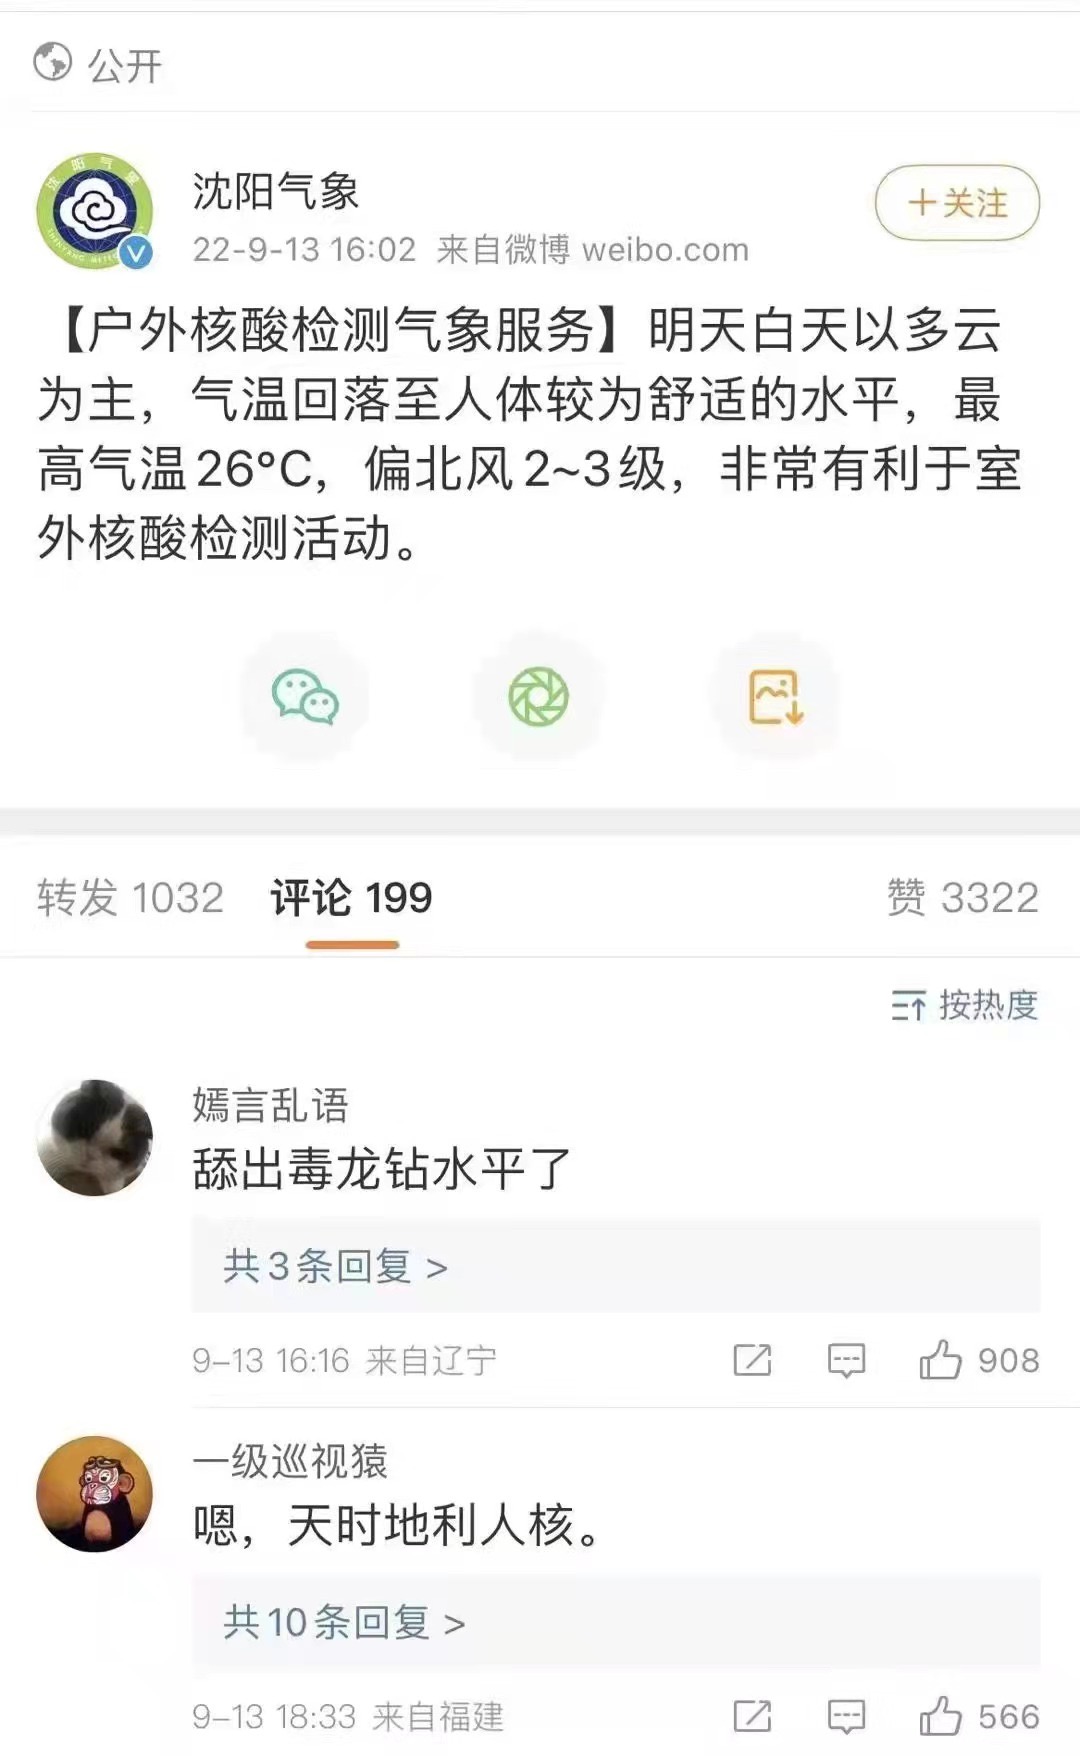 公开
沈阳气象
+关注
22-9-13 16:02 来自微博 weibo.com
【户外核酸检测气象服务】明天白天以多云
为主，气温回落至人体较为舒适的水平，最
高气温26°C，偏北风2~3级，非常有利于室
外核酸检测活动。
转发 1032 评论 199 赞 3322
按热度
嫣言乱语
舔出毒龙钻水平了
共3条回复 >
9-13 16:16 来自辽宁 908
一级巡视猿
嗯，天时地利人核。
共10条回复 >
9-13 18:33 来自福建 566